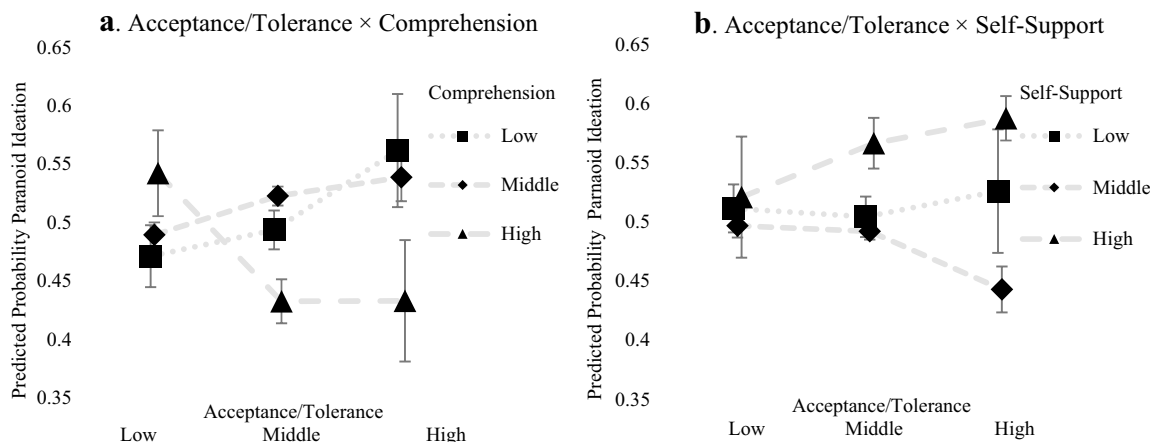 a. Acceptance/Tolerance × Comprehension
Predicted Probability Paranoid Ideation
0.65
0.6
0.55
0.5
0.45
0.4
0.35
Comprehension
Low
Middle
High
Acceptance/Tolerance
Low Middle High
b. Acceptance/Tolerance × Self-Support
Predicted Probability Parnaoid Ideation
0.65
0.6
0.55
0.5
0.45
0.4
0.35
Self-Support
Low
Middle
High
Acceptance/Tolerance
Low Middle High